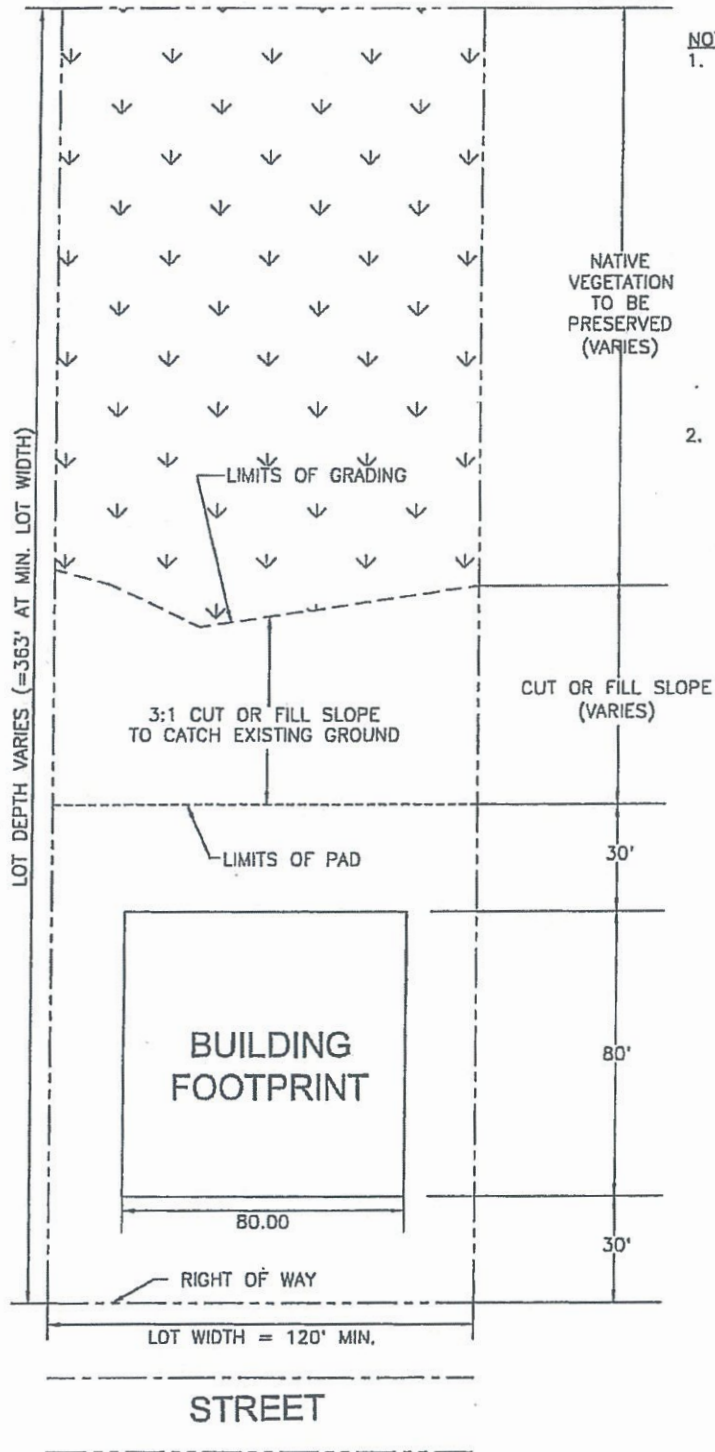 NO
1.
NATIVE
VEGETATION
TO BE
PRESERVED
(VARIES)
2.
LIMITS OF GRADING
LOT DEPTH VARIES (=363' AT MIN. LOT WIDTH)
3:1 CUT OR FILL SLOPE
TO CATCH EXISTING GROUND
CUT OR FILL SLOPE
(VARIES)
LIMITS OF PAD
30'
BUILDING
FOOTPRINT
80'
80.00
30'
RIGHT OF WAY
LOT WIDTH = 120' MIN.
STREET